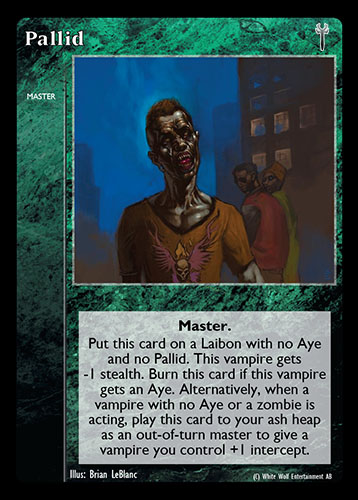 Pallid
MASTER
Master.
Put this card on a Laibon with no Aye
and no Pallid. This vampire gets
-1 stealth. Burn this card if this vampire
gets an Aye. Alternatively, when a
vampire with no Aye or a zombie is
acting, play this card to your ash heap
as an out-of-turn master to give a
vampire you control +1 intercept.
Illus: Brian LeBlanc
(C) White Wolf Entertainment AB